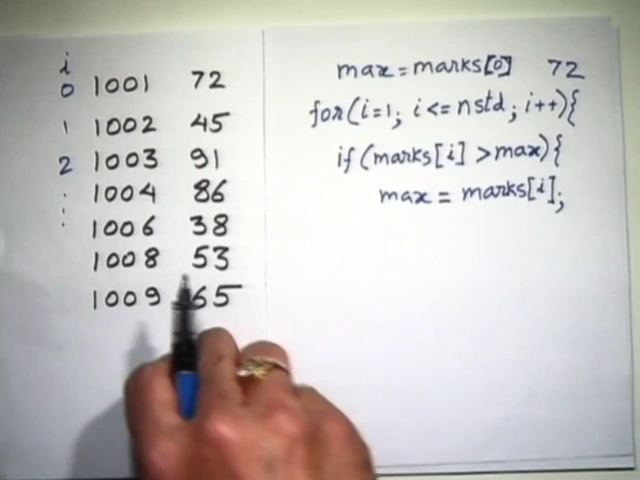 i
0 1001 72
1 1002 45
2 1003 91
1004 86
1006 38
1008 53
1009 65
max = marks[0] 72
for(i=1; i<=nstd; i++){
if(marks[i] >max){
max = marks[i];